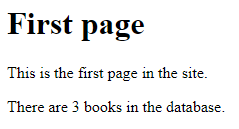 First page
This is the first page in the site.
There are 3 books in the database.